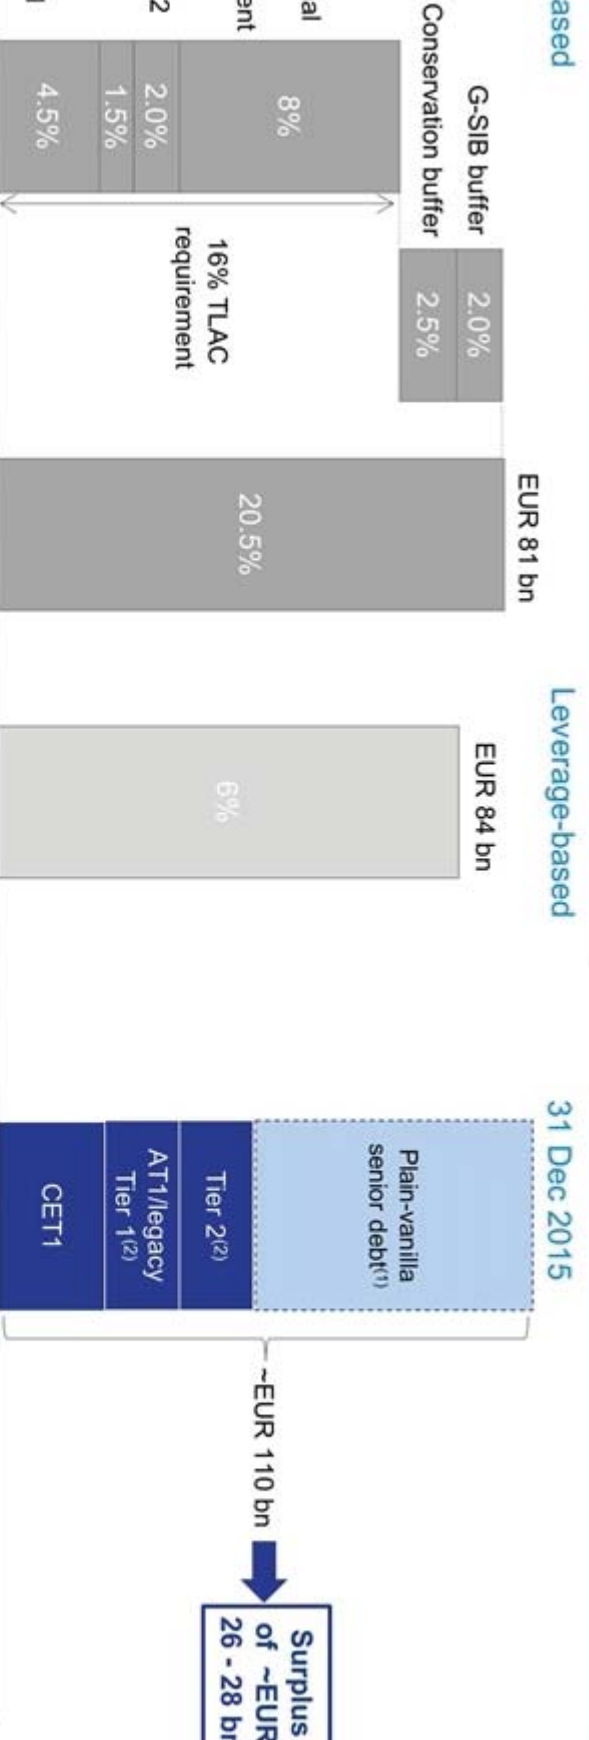 ased
Leverage-based
31 Dec 2015
G-SIB buffer
Conservation buffer
2.0%
2.5%
al
ent
2
8%
2.0%
1.5%
4.5%
16% TLAC
requirement
EUR 81 bn
20.5%
EUR 84 bn
6%
Plain-vanilla
senior debt(1)
Tier 2(2)
AT1/legacy
Tier 1(2)
CET1
~EUR 110 bn
Surplus
of ~EUR
26 - 28 bn